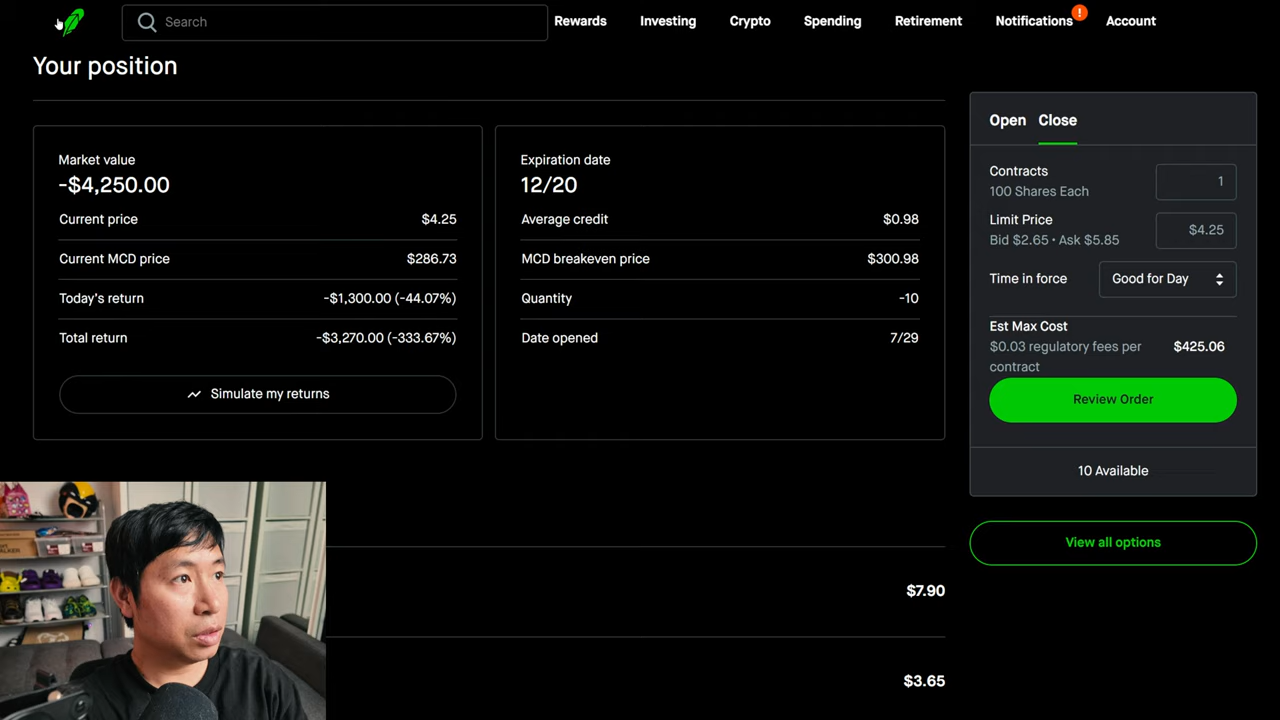 Search
Rewards
Investing
Crypto
Spending
Retirement
Notifications
!
Account
Your position
Market value
-$4,250.00
Current price
$4.25
Current MCD price
$286.73
Today's return
-$1,300.00 (-44.07%)
Total return
-$3,270.00 (-333.67%)
Simulate my returns
Expiration date
12/20
Average credit
$0.98
MCD breakeven price
$300.98
Quantity
-10
Date opened
7/29
Open
Close
Contracts
100 Shares Each
1
Limit Price
Bid $2.65 • Ask $5.85
$4.25
Time in force
Good for Day
Est Max Cost
$0.03 regulatory fees per
contract
$425.06
Review Order
10 Available
View all options
$7.90
$3.65